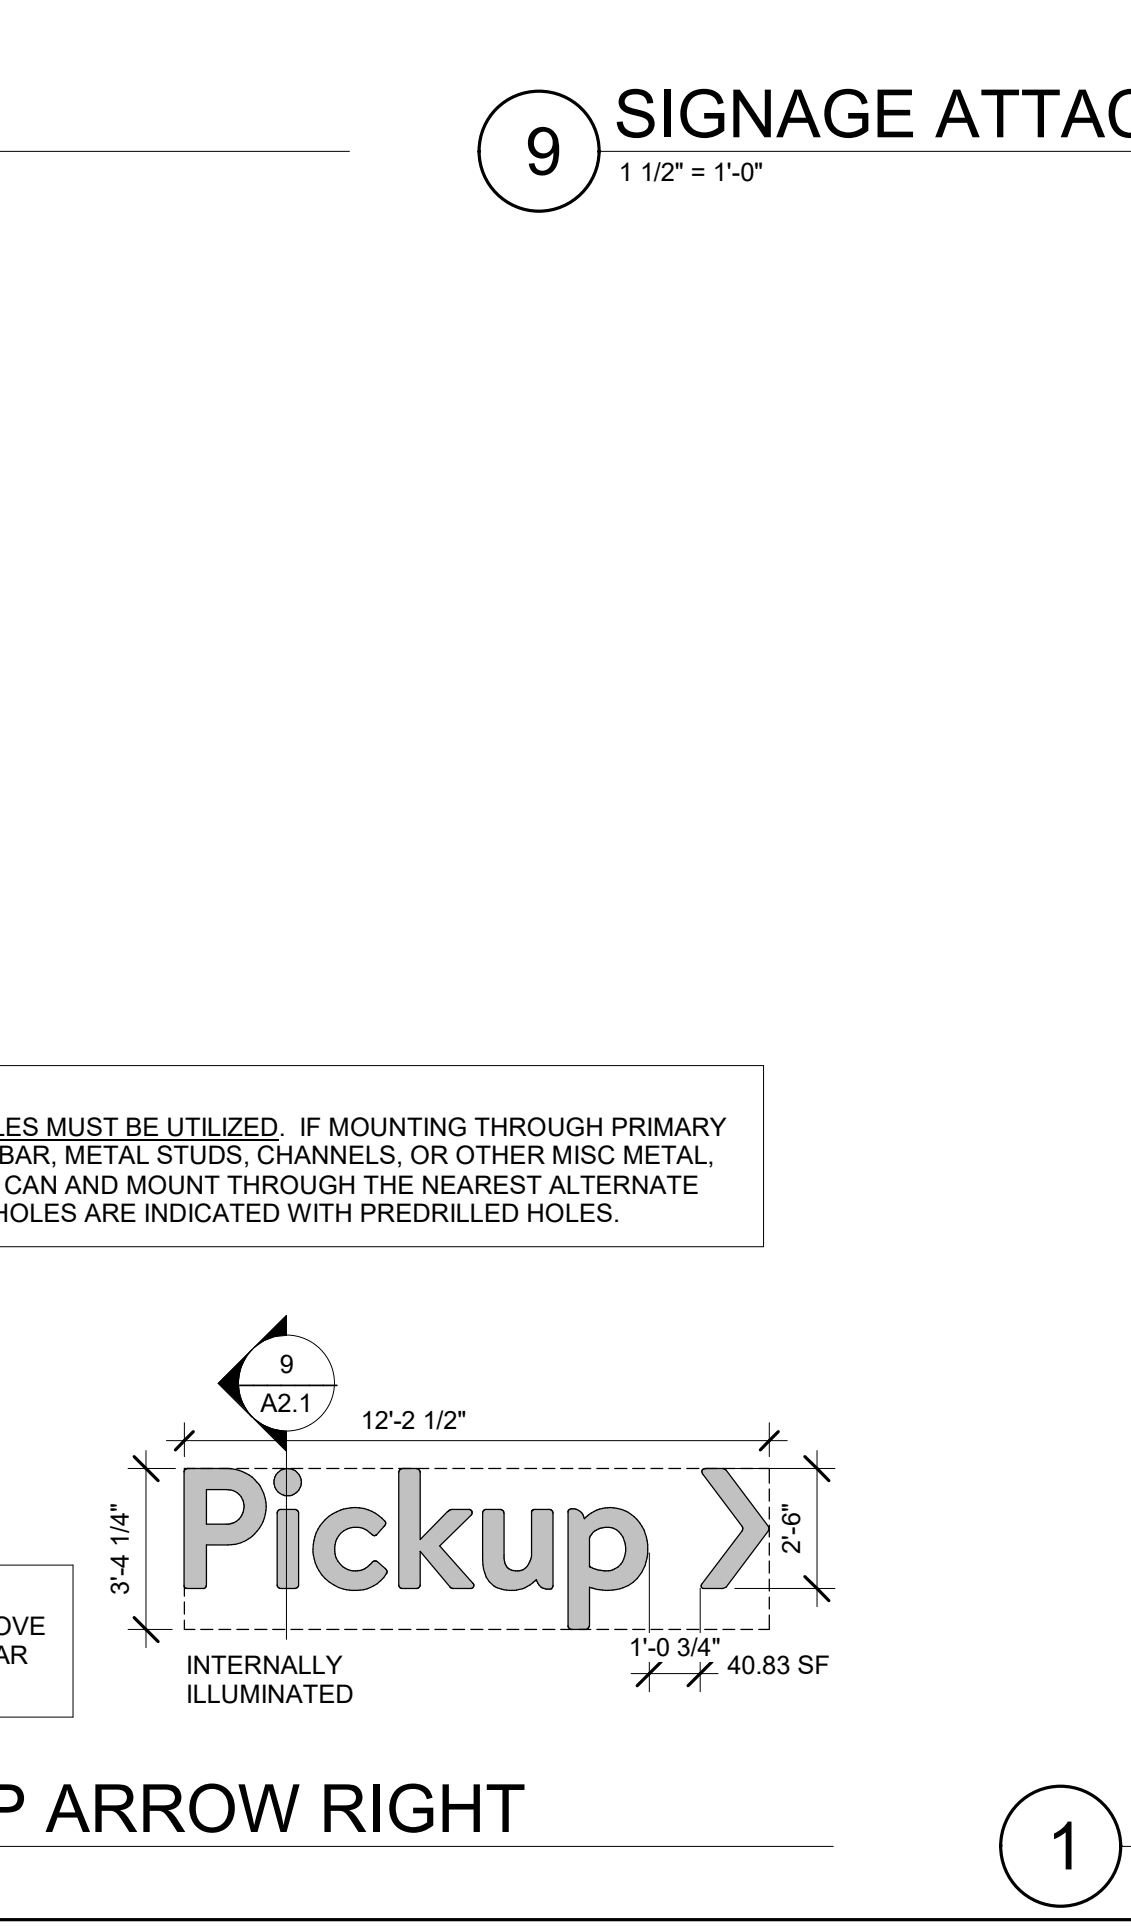 9
SIGNAGE ATTAC
1 1/2" = 1'-0"
LES MUST BE UTILIZED. IF MOUNTING THROUGH PRIMARY
BAR, METAL STUDS, CHANNELS, OR OTHER MISC METAL,
CAN AND MOUNT THROUGH THE NEAREST ALTERNATE
HOLES ARE INDICATED WITH PREDRILLED HOLES.
9
A2.1
12'-2 1/2"
3'-4 1/4"
Pickup
2'-6"
1'-0 3/4"
40.83 SF
INTERNALLY
ILLUMINATED
OVE
AR
P ARROW RIGHT
1